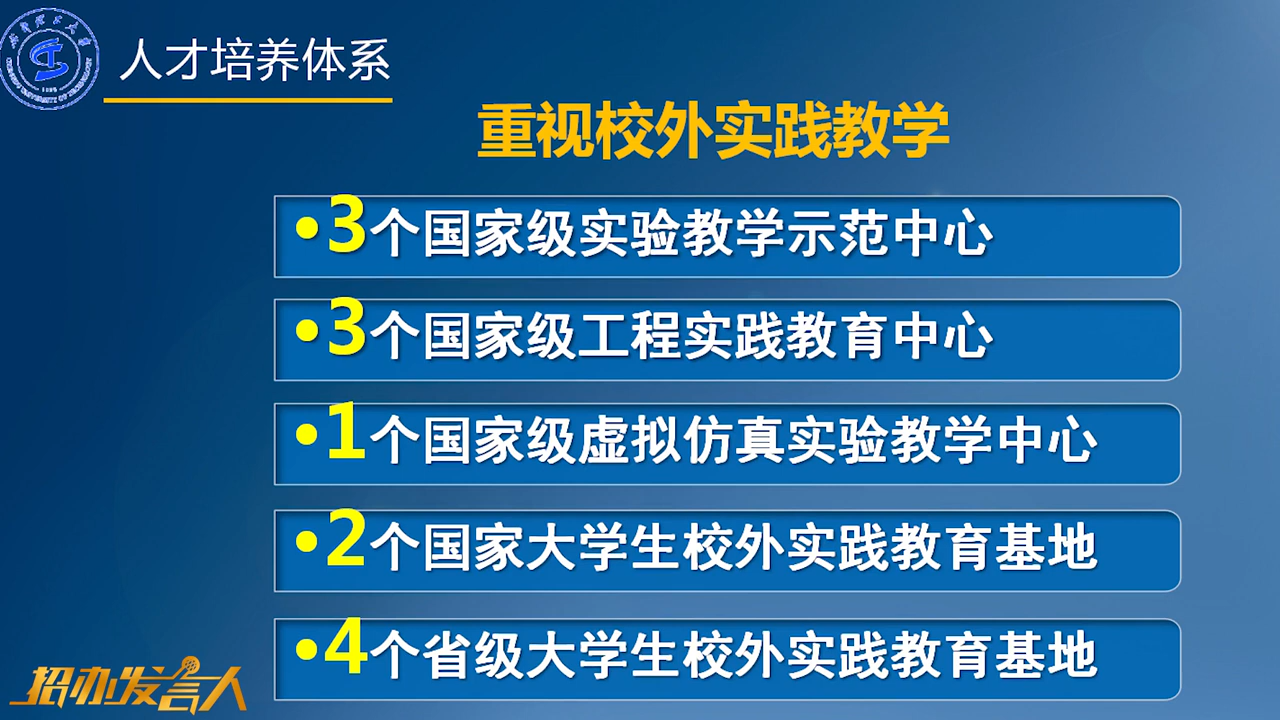 人才培养体系
重视校外实践教学
•3个国家级实验教学示范中心
•3个国家级工程实践教育中心
•1个国家级虚拟仿真实验教学中心
•2个国家大学生校外实践教育基地
•4个省级大学生校外实践教育基地
招办发言人